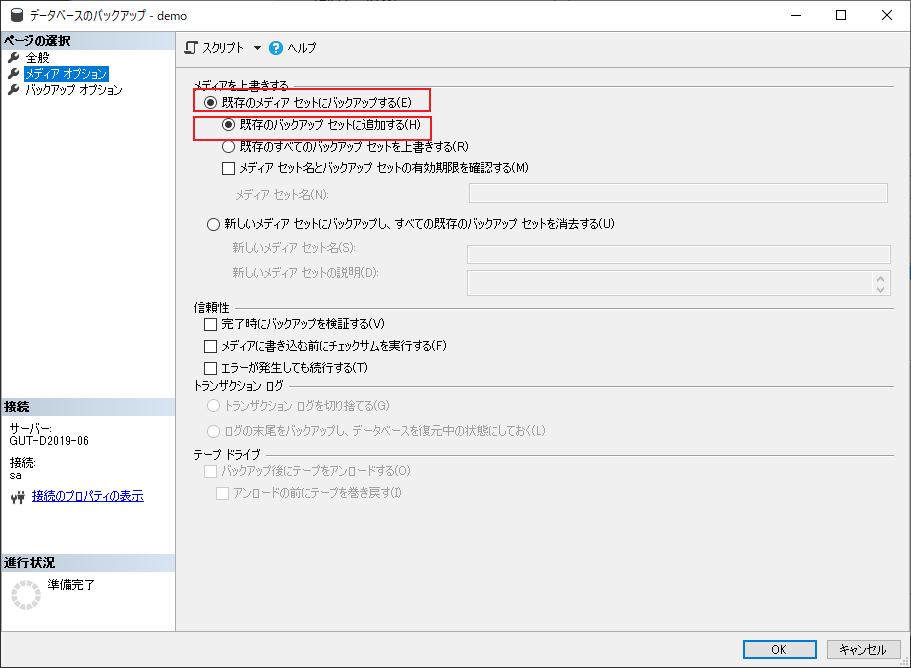 データベースのバックアップ - demo
ページの選択
全般
メディア オプション
バックアップ オプション
スクリプト
ヘルプ
メディアを上書きする
既存のメディア セットにバックアップする(E)
既存のバックアップ セットに追加する(H)
既存のすべてのバックアップ セットを上書きする(R)
メディア セット名とバックアップ セットの有効期限を確認する(M)
メディア セット名(N):
新しいメディア セットにバックアップし、すべての既存のバックアップ セットを消去する(U)
新しいメディア セット名(S):
新しいメディア セットの説明(D):
信頼性
完了時にバックアップを検証する(V)
メディアに書き込む前にチェックサムを実行する(F)
エラーが発生しても続行する(T)
トランザクション ログ
トランザクション ログを切り捨てる(G)
ログの末尾をバックアップし、データベースを復元中の状態にしておく(L)
テープ ドライブ
バックアップ後にテープをアンロードする(O)
アンロードの前にテープを巻き戻す(I)
接続
サーバー:
GUT-D2019-06
接続:
sa
接続のプロパティの表示
進行状況
準備完了
OK
キャンセル